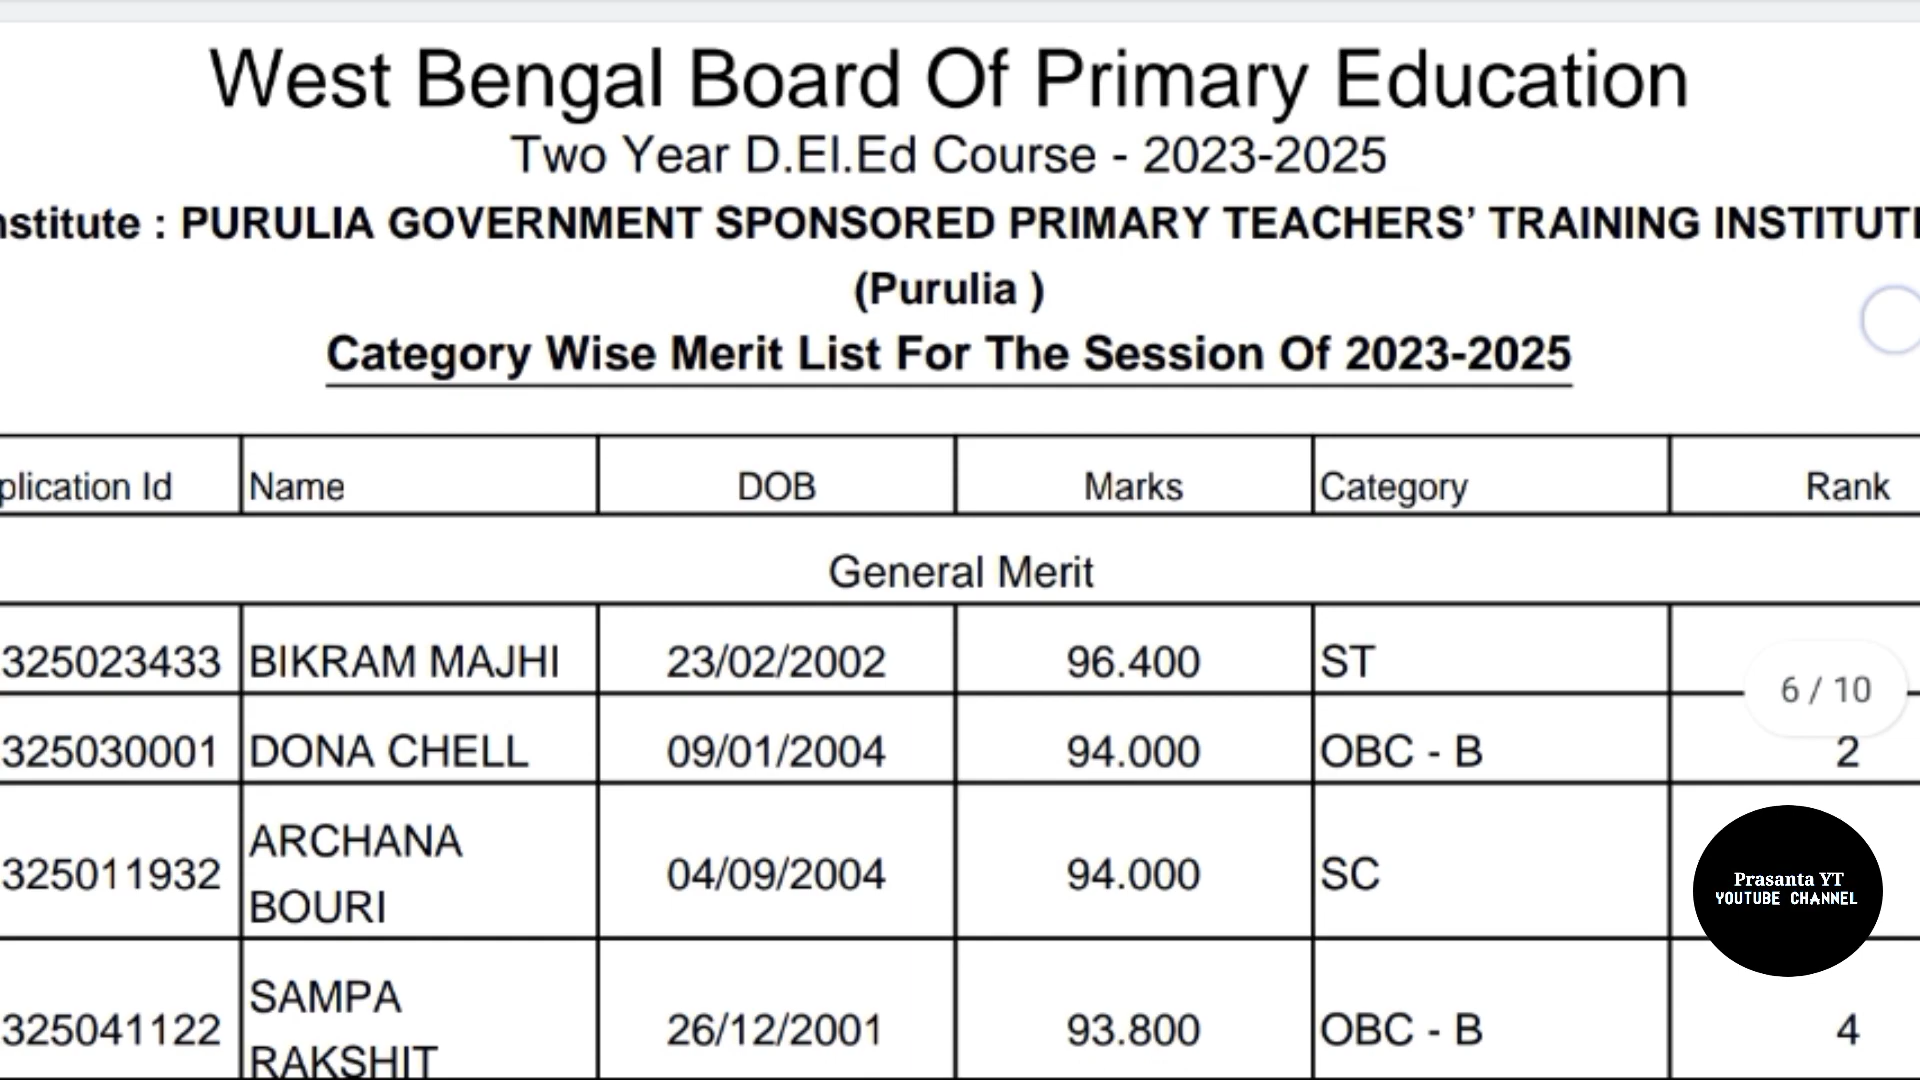 West Bengal Board Of Primary Education
Two Year D.El.Ed Course - 2023-2025
nstitute : PURULIA GOVERNMENT SPONSORED PRIMARY TEACHERS’ TRAINING INSTITUTE
(Purulia )
Category Wise Merit List For The Session Of 2023-2025
plication Id Name DOB Marks Category Rank
General Merit
325023433 BIKRAM MAJHI 23/02/2002 96.400 ST
6 / 10
325030001 DONA CHELL 09/01/2004 94.000 OBC - B 2
ARCHANA
325011932 04/09/2004 94.000 SC
BOURI
Prasanta YT
YOUTUBE CHANNEL
SAMPA
325041122 26/12/2001 93.800 OBC - B 4
RAKSHIT